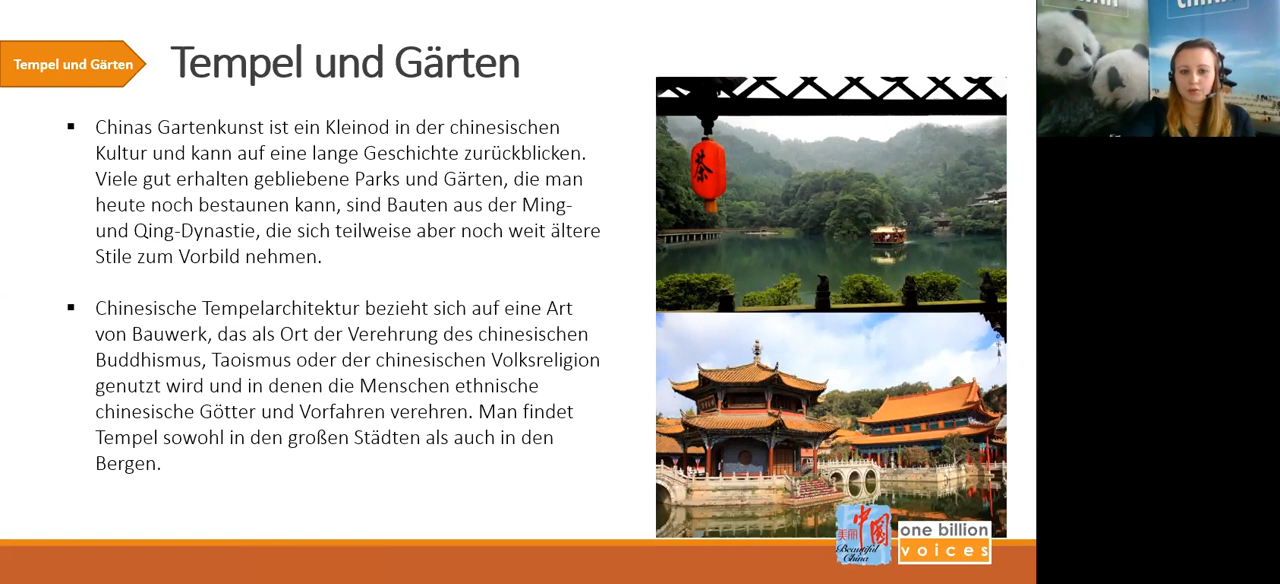 Tempel und Gärten
Tempel und Gärten
Chinas Gartenkunst ist ein Kleinod in der chinesischen
Kultur und kann auf eine lange Geschichte zurückblicken.
Viele gut erhalten gebliebene Parks und Gärten, die man
heute noch bestaunen kann, sind Bauten aus der Ming-
und Qing-Dynastie, die sich teilweise aber noch weit ältere
Stile zum Vorbild nehmen.
Chinesische Tempelarchitektur bezieht sich auf eine Art
von Bauwerk, das als Ort der Verehrung des chinesischen
Buddhismus, Taoismus oder der chinesischen Volksreligion
genutzt wird und in denen die Menschen ethnische
chinesische Götter und Vorfahren verehren. Man findet
Tempel sowohl in den großen Städten als auch in den
Bergen.
茶
美丽
中国
Beautiful
China
one billion
voices